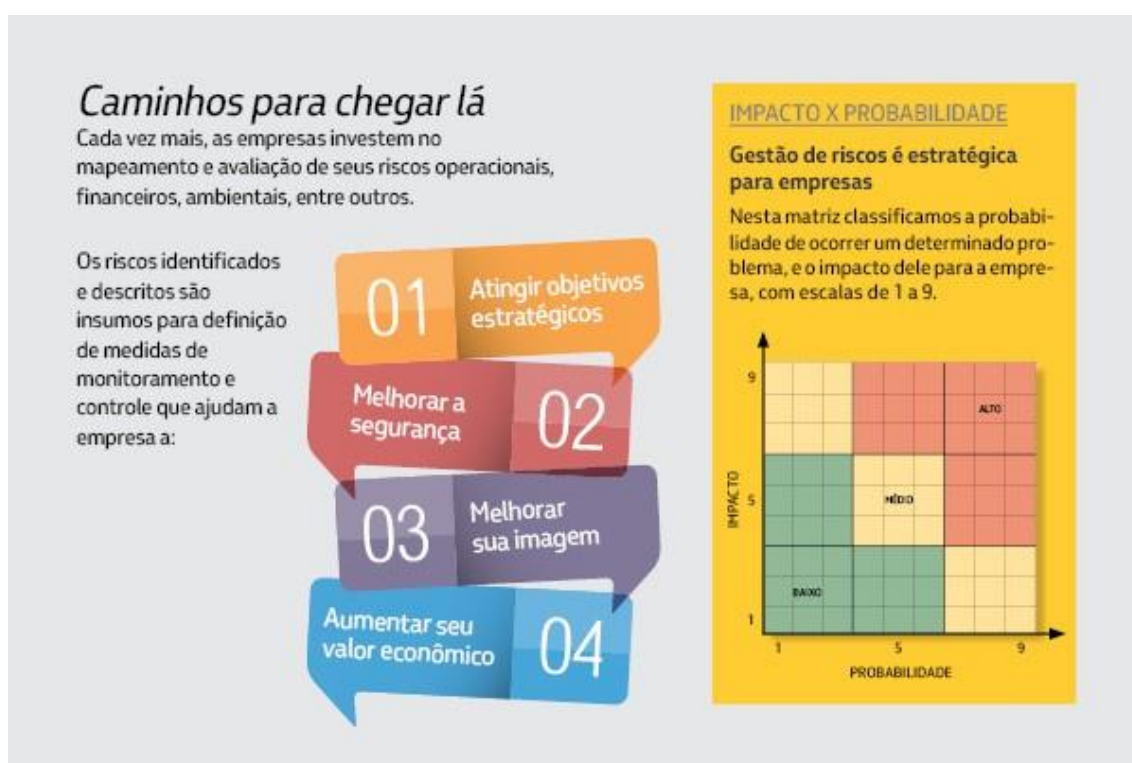 Caminhos para chegar lá
Cada vez mais, as empresas investem no
mapeamento e avaliação de seus riscos operacionais,
financeiros, ambientais, entre outros.
Os riscos identificados
e descritos são
insumos para definição
de medidas de
monitoramento e
controle que ajudam a
empresa a:
01
Atingir objetivos
estratégicos
Melhorar a
segurança
02
03
Melhorar
sua imagem
Aumentar seu
valor econômico
04
IMPACTO X PROBABILIDADE
Gestão de riscos é estratégica
para empresas
Nesta matriz classificamos a probabi-
lidade de ocorrer um determinado pro-
blema, e o impacto dele para a empre-
sa, com escalas de 1 a 9.
9
ALTO
IMPACTO
5
MÉDIO
BAIXO
1
1
5
9
PROBABILIDADE